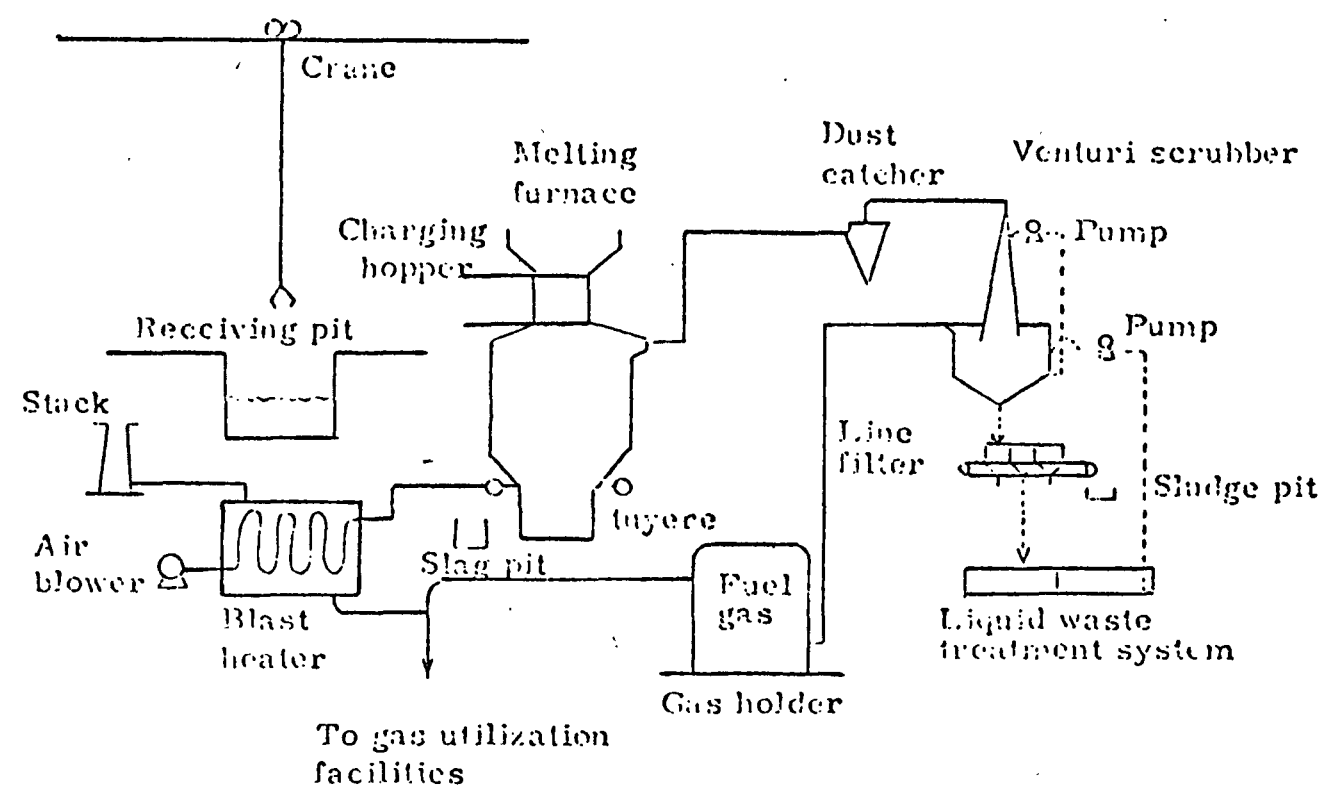 Crane
Melting
furnace
Dust
catcher
Venturi scrubber
Charging
hopper
Pump
Receiving pit
Pump
Stack
Line
filter
Sludge pit
tuyere
Air
blower
Slag pit
Fuel
gas
Blast
heater
Liquid waste
treatment system
Gas holder
To gas utilization
facilities